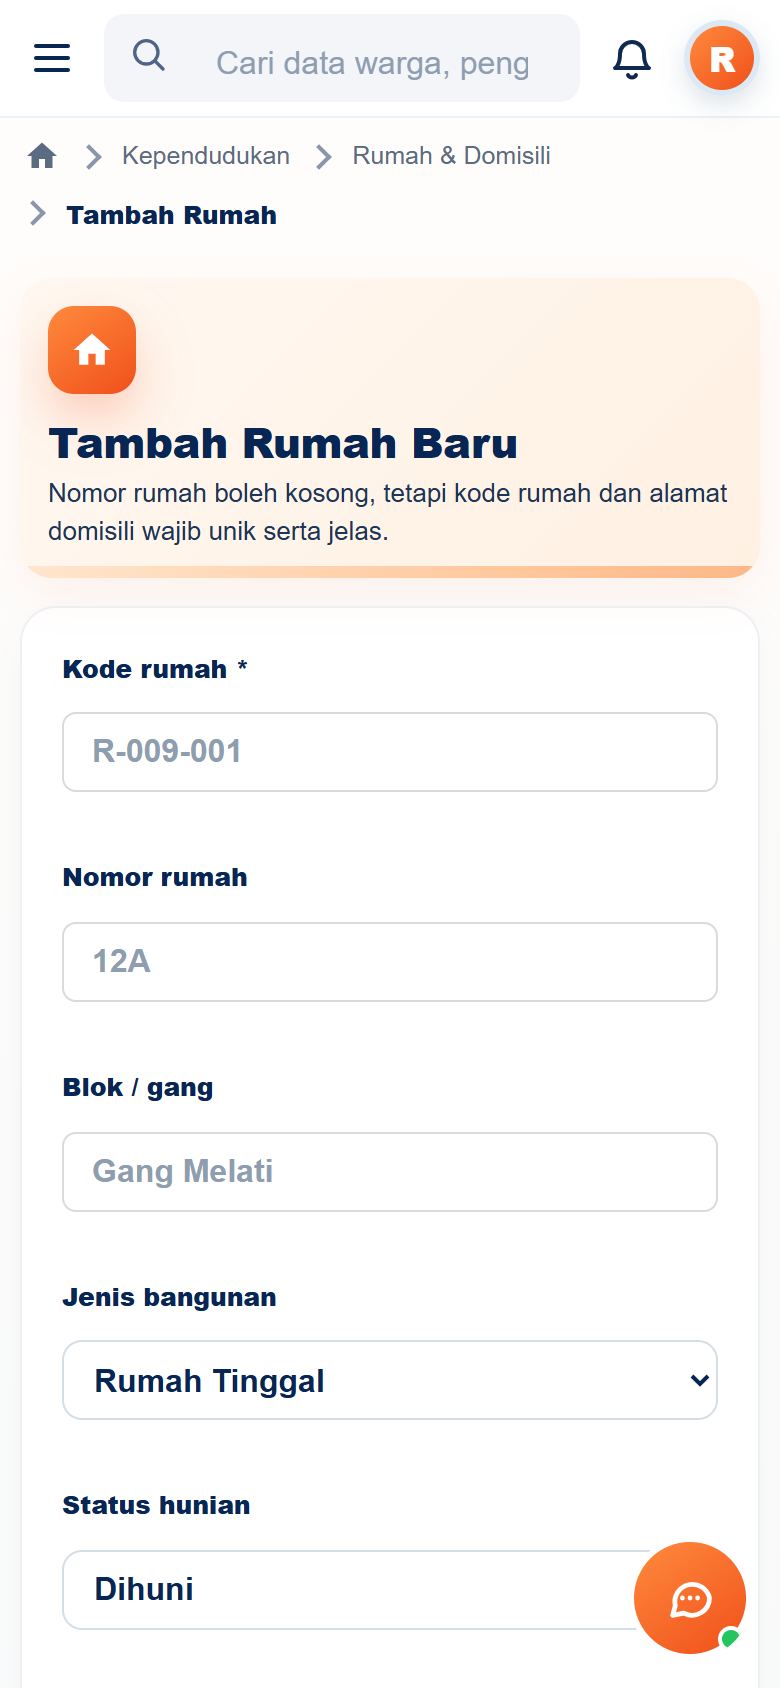 Cari data warga, peng
R
Kependudukan
Rumah & Domisili
Tambah Rumah
Tambah Rumah Baru
Nomor rumah boleh kosong, tetapi kode rumah dan alamat
domisili wajib unik serta jelas.
Kode rumah *
R-009-001
Nomor rumah
12A
Blok / gang
Gang Melati
Jenis bangunan
Rumah Tinggal
Status hunian
Dihuni